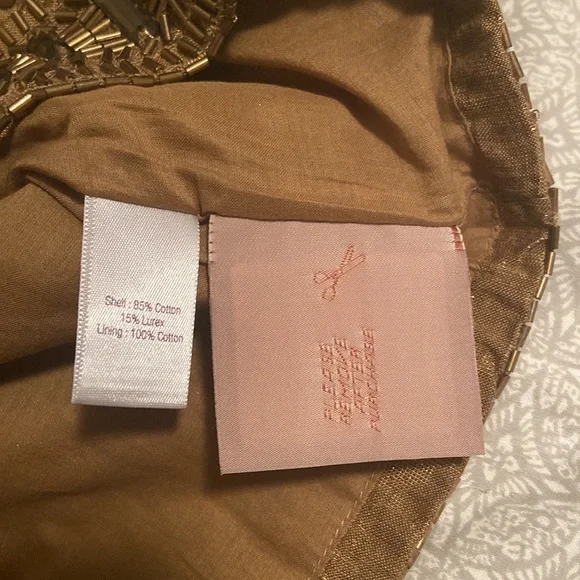 Shell : 85% Cotton
15% Lurex
Lining : 100% Cotton
PLEASE
REMOVE
AFTER
PURCHASE